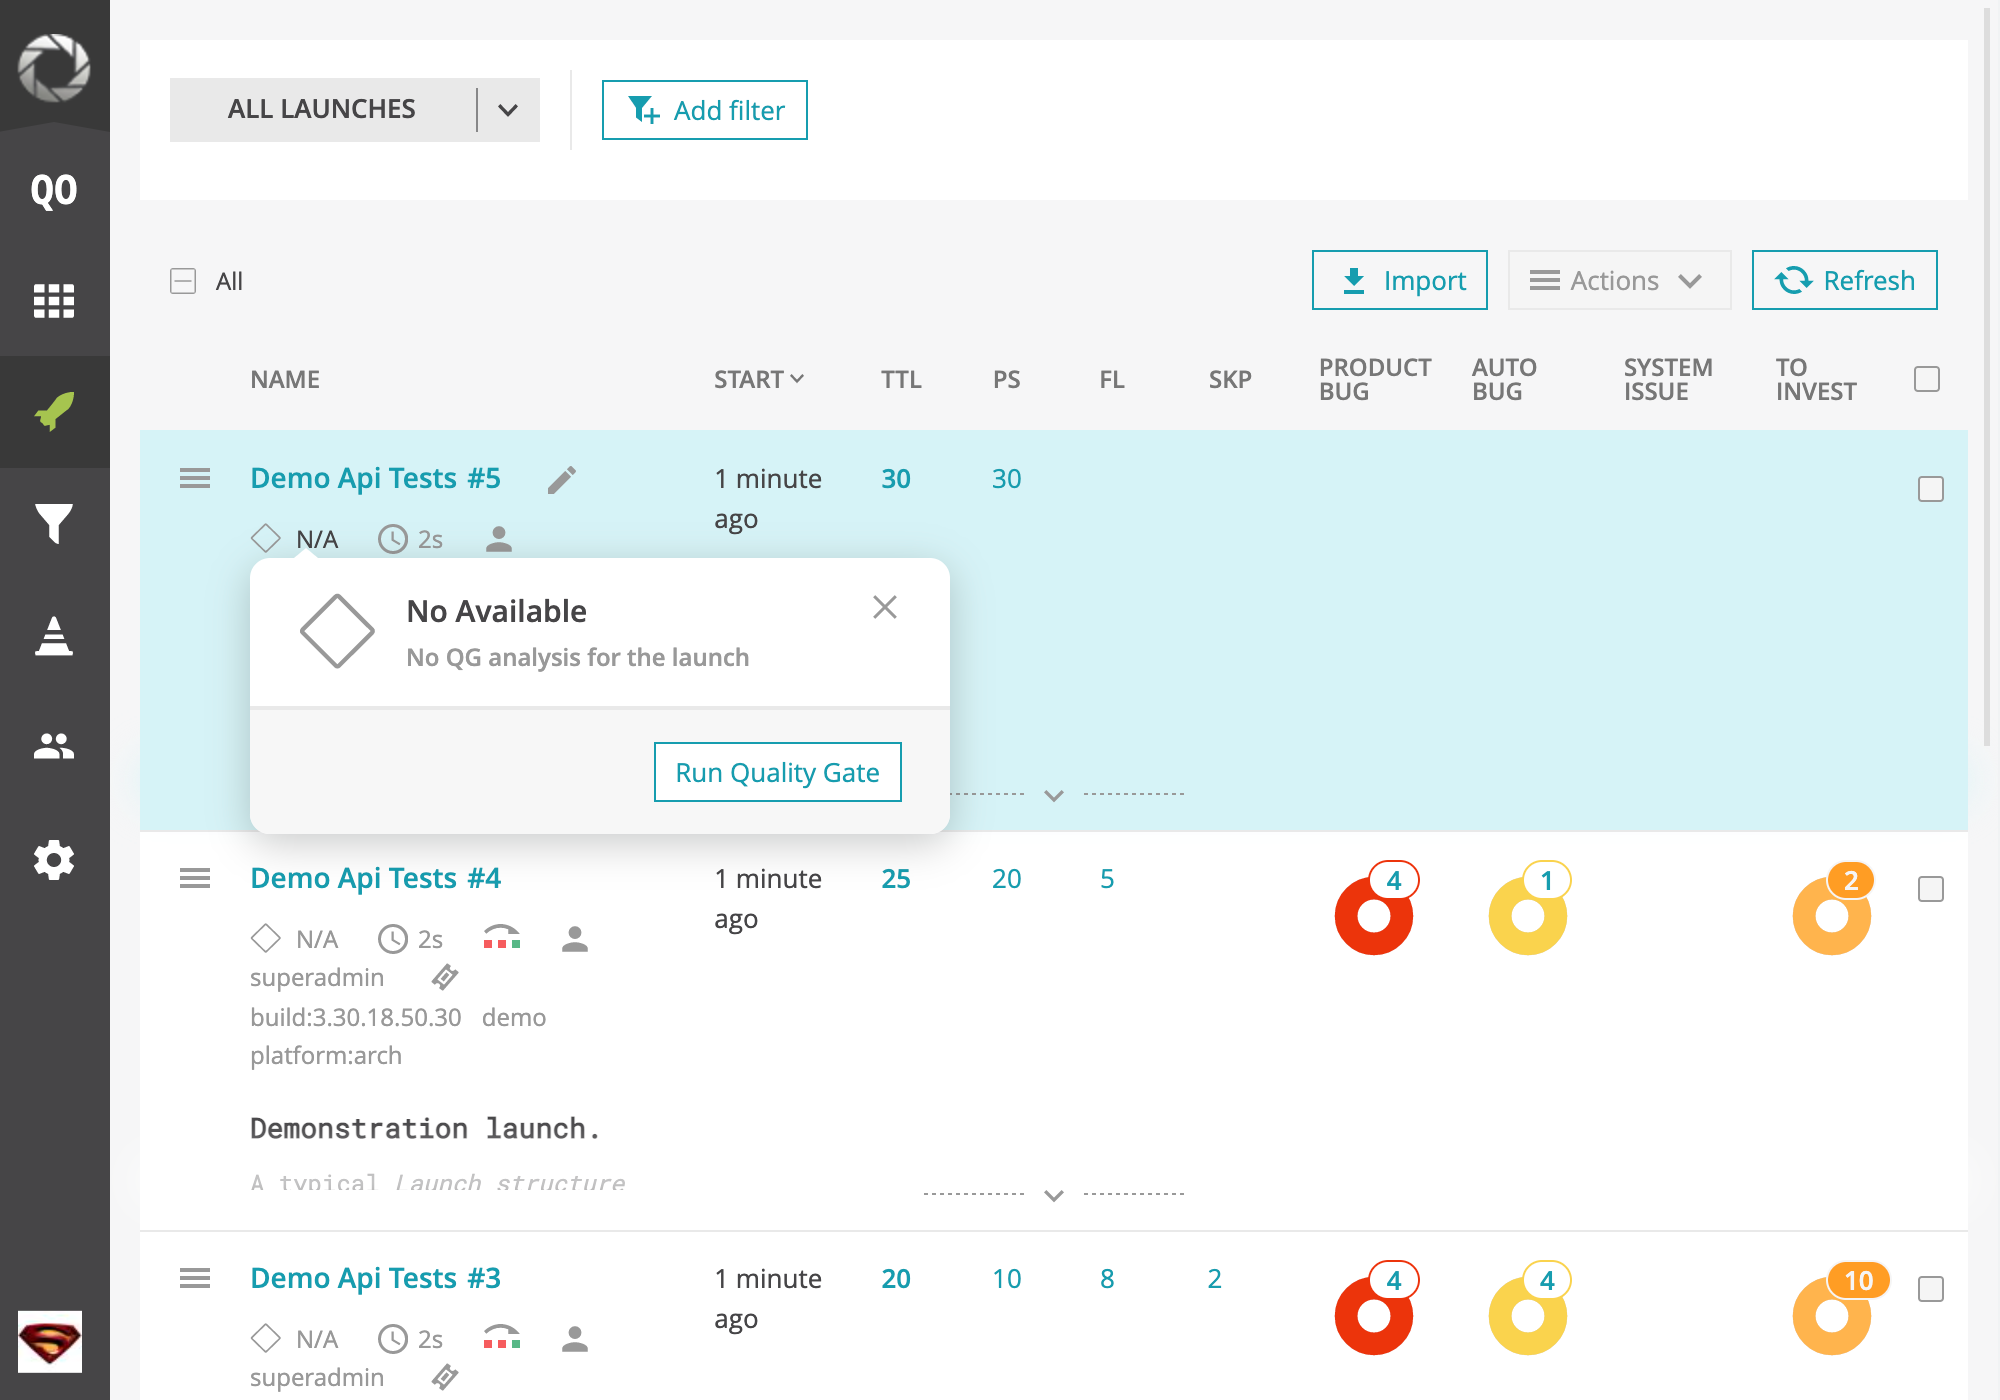 QO
ALL LAUNCHES
Add filter
All
Import
Actions
Refresh
NAME
START
TTL
PS
FL
SKP
PRODUCT
BUG
AUTO
BUG
SYSTEM
ISSUE
TO
INVEST
Demo Api Tests #5
1 minute
ago
30
30
N/A
2s
No Available
No QG analysis for the launch
Run Quality Gate
Demo Api Tests #4
1 minute
ago
25
20
5
4
1
2
N/A
2s
superadmin
build:3.30.18.50.30 demo
platform:arch
Demonstration launch.
A typical Launch structure
Demo Api Tests #3
1 minute
ago
20
10
8
2
4
4
10
N/A
2s
superadmin